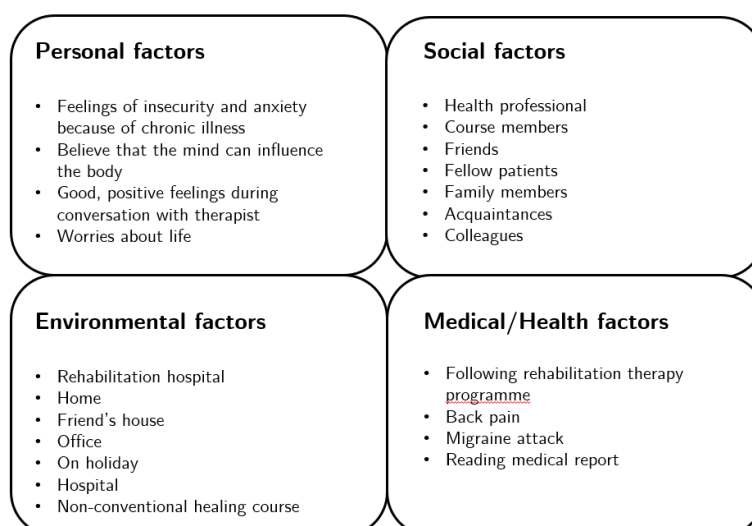 Personal factors
• Feelings of insecurity and anxiety
because of chronic illness
• Believe that the mind can influence
the body
• Good, positive feelings during
conversation with therapist
• Worries about life
Social factors
• Health professional
• Course members
• Friends
• Fellow patients
• Family members
• Acquaintances
• Colleagues
Environmental factors
• Rehabilitation hospital
• Home
• Friend's house
• Office
• On holiday
• Hospital
• Non-conventional healing course
Medical/Health factors
• Following rehabilitation therapy
programme
• Back pain
• Migraine attack
• Reading medical report